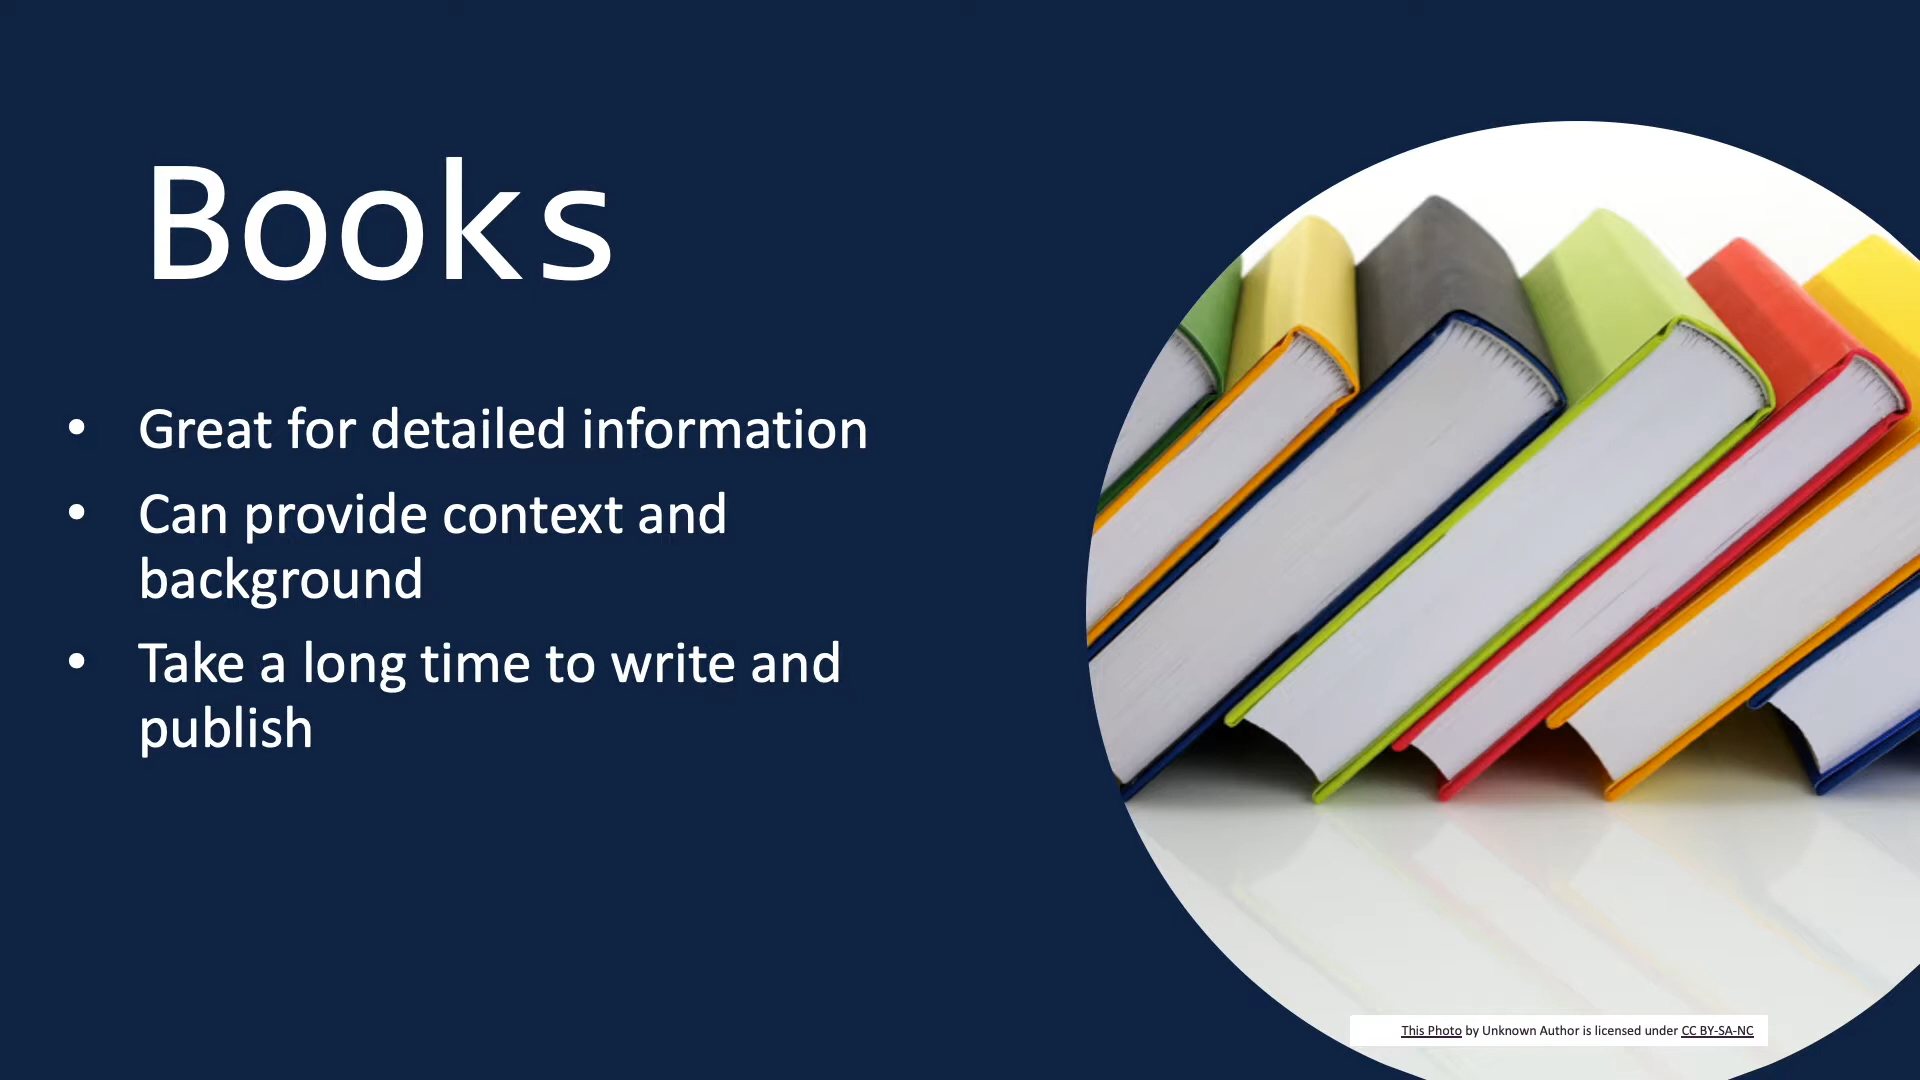 Books
• Great for detailed information
• Can provide context and
background
• Take a long time to write and
publish
This Photo by Unknown Author is licensed under CC BY-SA-NC